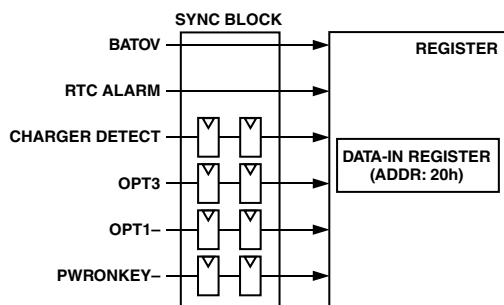 SYNC BLOCK
BATOV
REGISTER
RTC ALARM
CHARGER DETECT
DATA-IN REGISTER
(ADDR: 20h)
OPT3
OPT1–
PWRONKEY–